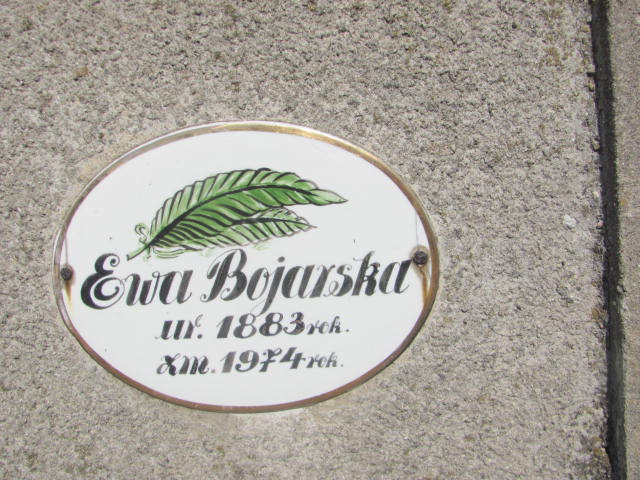 Ewa Bojarska
ur. 1883 rok.
zm. 1974 rok.